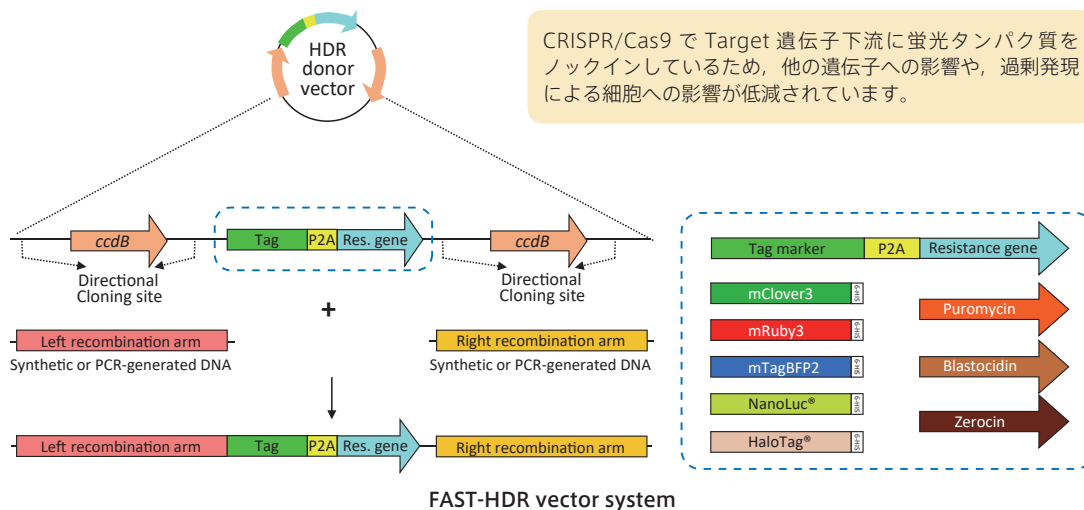 HDR
donor
vector
CRISPR/Cas9 で Target 遺伝子下流に蛍光タンパク質を
ノックインしているため，他の遺伝子への影響や，過剰発現
による細胞への影響が低減されています。
ccdB
Tag
P2A
Res. gene
ccdB
Directional
Cloning site
Directional
Cloning site
+
Left recombination arm
Synthetic or PCR-generated DNA
Right recombination arm
Synthetic or PCR-generated DNA
Left recombination arm
Tag
P2A
Res. gene
Right recombination arm
Tag marker
P2A
Resistance gene
mClover3
6-HIS
mRuby3
6-HIS
mTagBFP2
6-HIS
NanoLuc®
6-HIS
HaloTag®
6-HIS
Puromycin
Blastocidin
Zerocin
FAST-HDR vector system